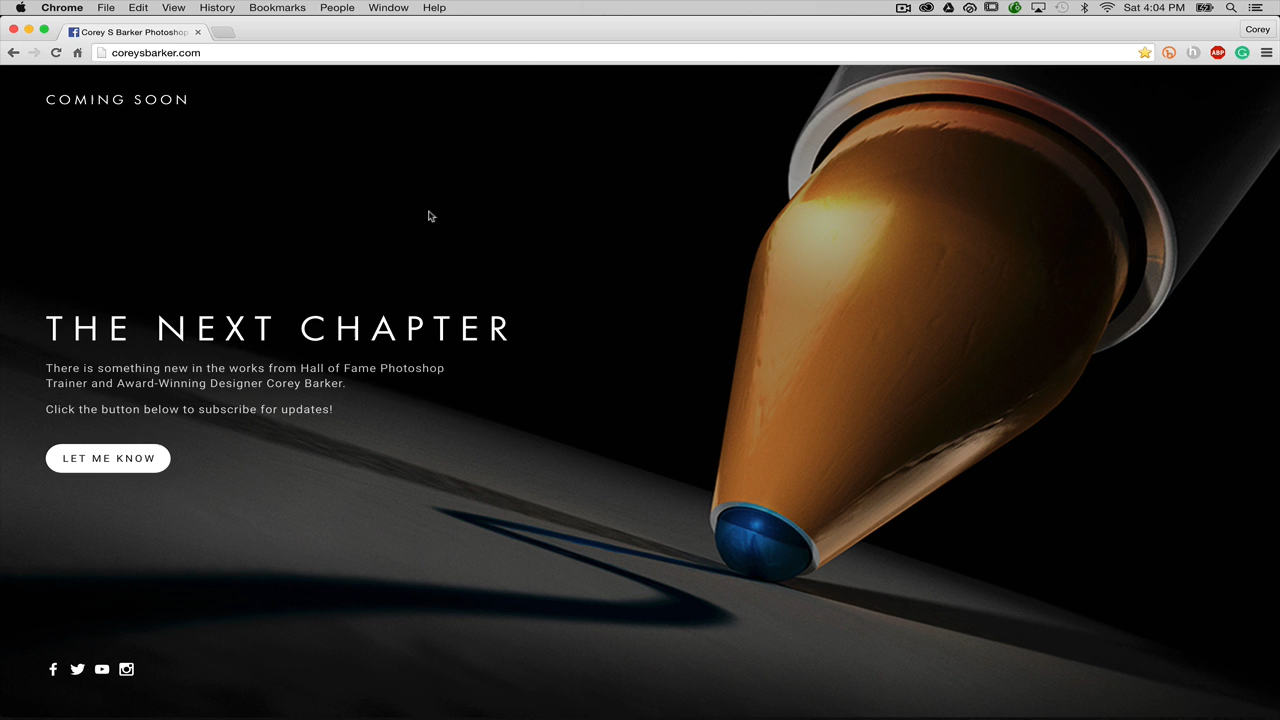 Chrome File Edit View History Bookmarks People Window Help Sat 4:04 PM
Corey S Barker Photoshop Corey
coreysbarker.com ABP
COMING SOON
THE NEXT CHAPTER
There is something new in the works from Hall of Fame Photoshop
Trainer and Award-Winning Designer Corey Barker.
Click the button below to subscribe for updates!
LET ME KNOW